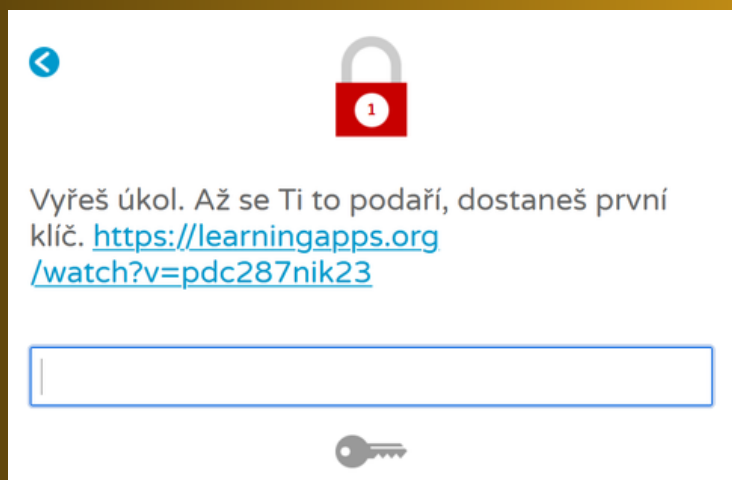 1
Vyřeš úkol. Až se Ti to podaří, dostaneš první
klíč. https://learningapps.org
/watch?v=pdc287nik23